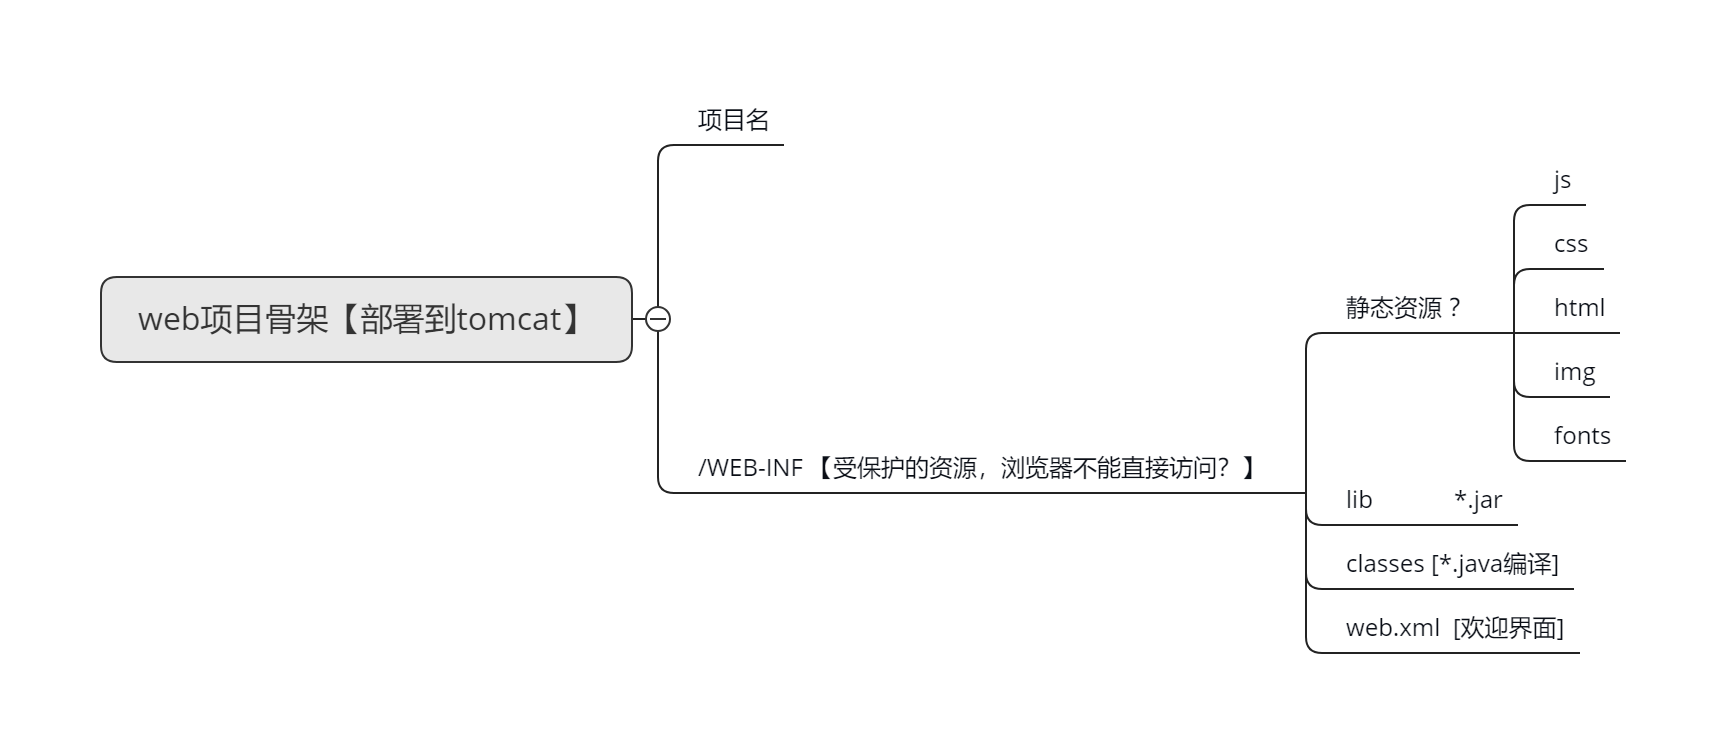 项目名
web项目骨架【部署到tomcat】
/WEB-INF 【受保护的资源，浏览器不能直接访问？】
静态资源？
js
css
html
img
fonts
lib *.jar
classes [*.java编译]
web.xml [欢迎界面]